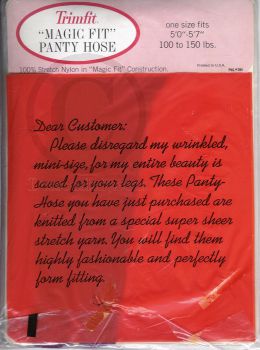 Trimfit
"MAGIC FIT"
PANTY HOSE
one size fits
5'0"-5'7"
100 to 150 lbs.
100% Stretch Nylon in "Magic Fit" Construction.
Printed in U.S.A.
Dear Customer:
Please disregard my wrinkled,
mini-size, for my entire beauty is
saved for your legs. These Panty-
Hose you have just purchased are
knitted from a special super sheer
stretch yarn. You will find them
highly fashionable and perfectly
form fitting.